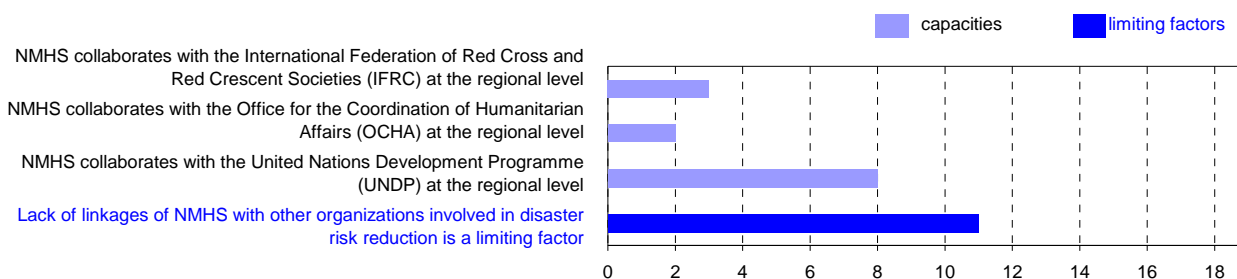 capacities limiting factors
NMHS collaborates with the International Federation of Red Cross and
Red Crescent Societies (IFRC) at the regional level
NMHS collaborates with the Office for the Coordination of Humanitarian
Affairs (OCHA) at the regional level
NMHS collaborates with the United Nations Development Programme
(UNDP) at the regional level
Lack of linkages of NMHS with other organizations involved in disaster
risk reduction is a limiting factor
0 2 4 6 8 10 12 14 16 18